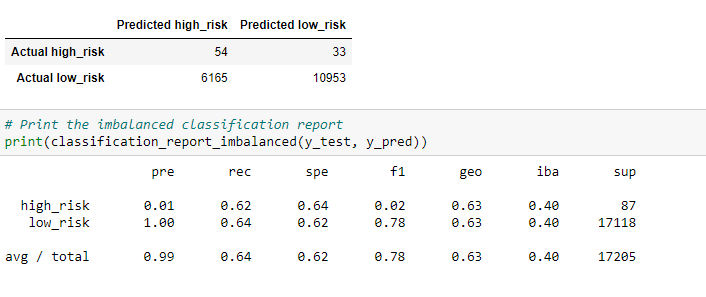 Predicted high_risk Predicted low_risk
Actual high_risk 54 33
Actual low_risk 6165 10953
# Print the imbalanced classification report
print(classification_report_imbalanced(y_test, y_pred))
pre rec spe f1 geo iba sup
high_risk 0.01 0.62 0.64 0.02 0.63 0.40 87
low_risk 1.00 0.64 0.62 0.78 0.63 0.40 17118
avg / total 0.99 0.64 0.62 0.78 0.63 0.40 17205